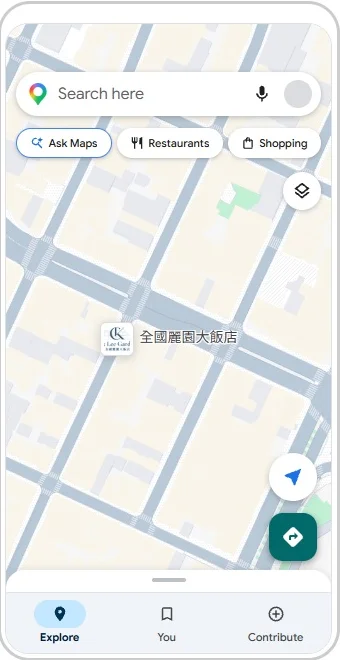 Search here
Ask Maps
Restaurants
Shopping
全國麗園大飯店
Explore
You
Contribute